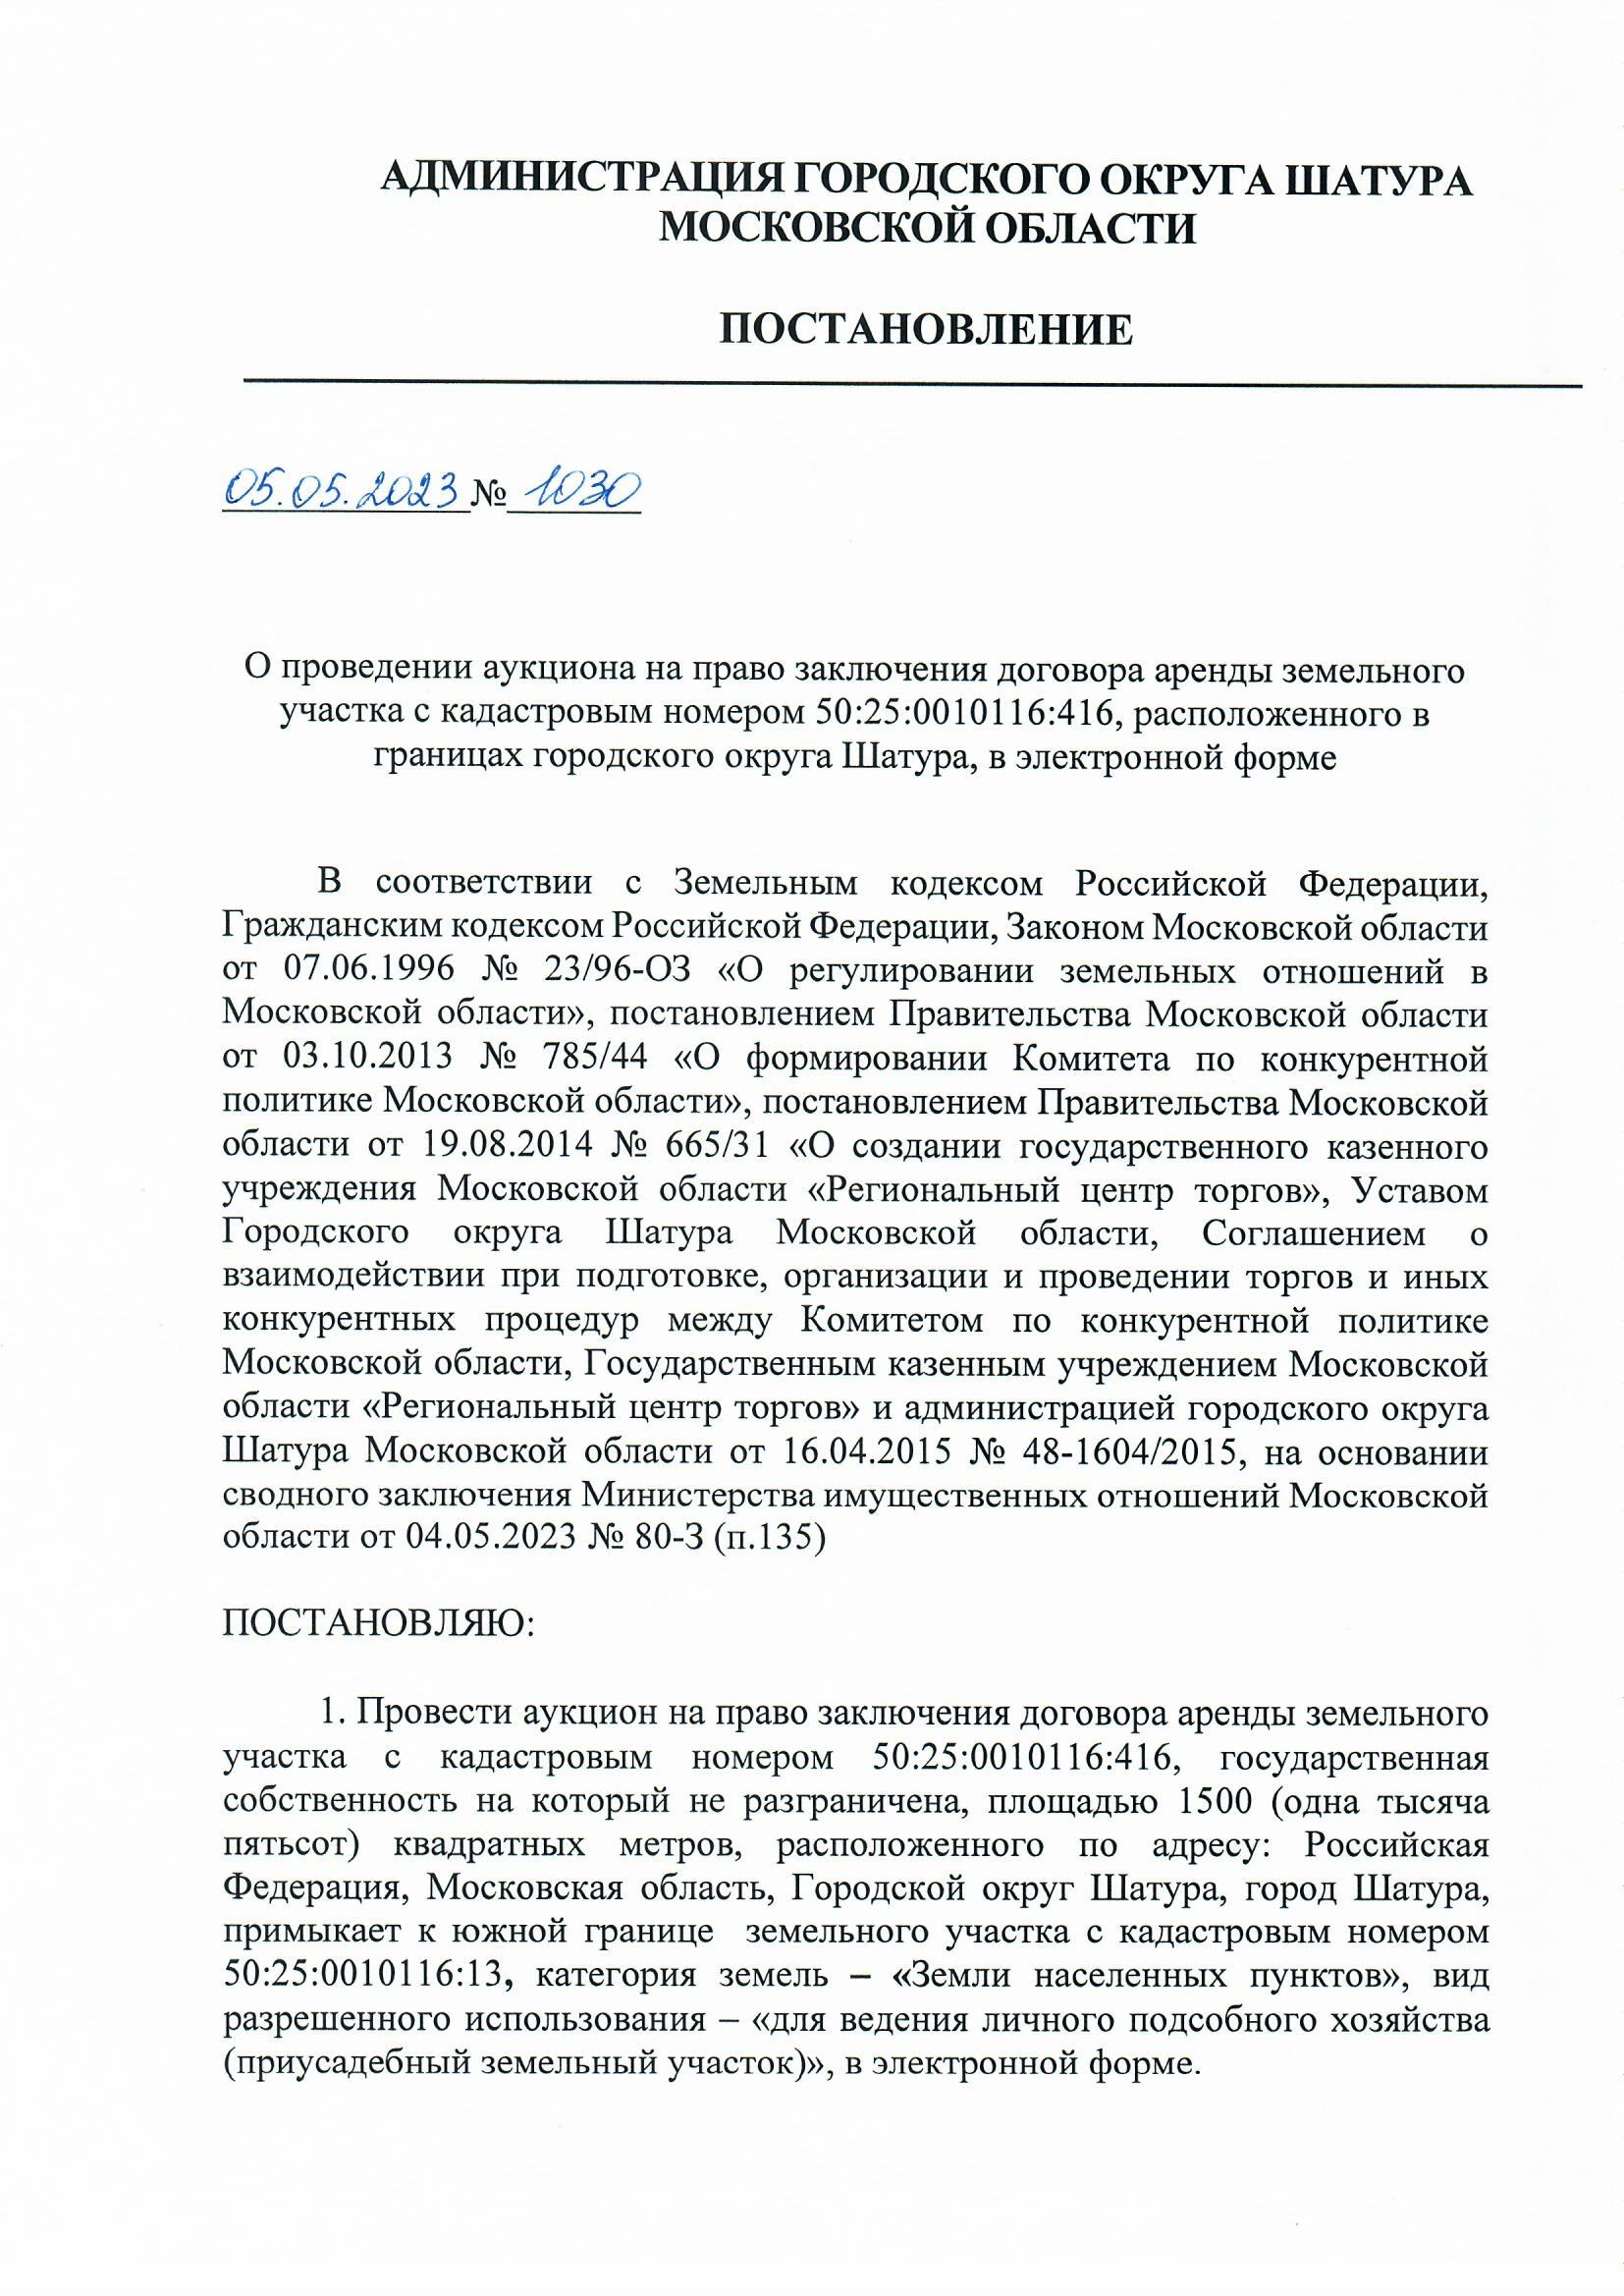 АДМИНИСТРАЦИЯ ГОРОДСКОГО ОКРУГА ШАТУРА
МОСКОВСКОЙ ОБЛАСТИ
ПОСТАНОВЛЕНИЕ
05.05.2023 № 1030
О проведении аукциона на право заключения договора аренды земельного
участка с кадастровым номером 50:25:0010116:416, расположенного в
границах городского округа Шатура, в электронной форме
В соответствии с Земельным кодексом Российской Федерации,
Гражданским кодексом Российской Федерации, Законом Московской области
от 07.06.1996 № 23/96-ОЗ «О регулировании земельных отношений в
Московской области», постановлением Правительства Московской области
от 03.10.2013 № 785/44 «О формировании Комитета по конкурентной
политике Московской области», постановлением Правительства Московской
области от 19.08.2014 № 665/31 «О создании государственного казенного
учреждения Московской области «Региональный центр торгов», Уставом
Городского округа Шатура Московской области, Соглашением о
взаимодействии при подготовке, организации и проведении торгов и иных
конкурентных процедур между Комитетом по конкурентной политике
Московской области, Государственным казенным учреждением Московской
области «Региональный центр торгов» и администрацией городского округа
Шатура Московской области от 16.04.2015 № 48-1604/2015, на основании
сводного заключения Министерства имущественных отношений Московской
области от 04.05.2023 № 80-З (п.135)
ПОСТАНОВЛЯЮ:
1. Провести аукцион на право заключения договора аренды земельного
участка с кадастровым номером 50:25:0010116:416, государственная
собственность на который не разграничена, площадью 1500 (одна тысяча
пятьсот) квадратных метров, расположенного по адресу: Российская
Федерация, Московская область, Городской округ Шатура, город Шатура,
примыкает к южной границе земельного участка с кадастровым номером
50:25:0010116:13, категория земель – «Земли населенных пунктов», вид
разрешенного использования – «для ведения личного подсобного хозяйства
(приусадебный земельный участок)», в электронной форме.